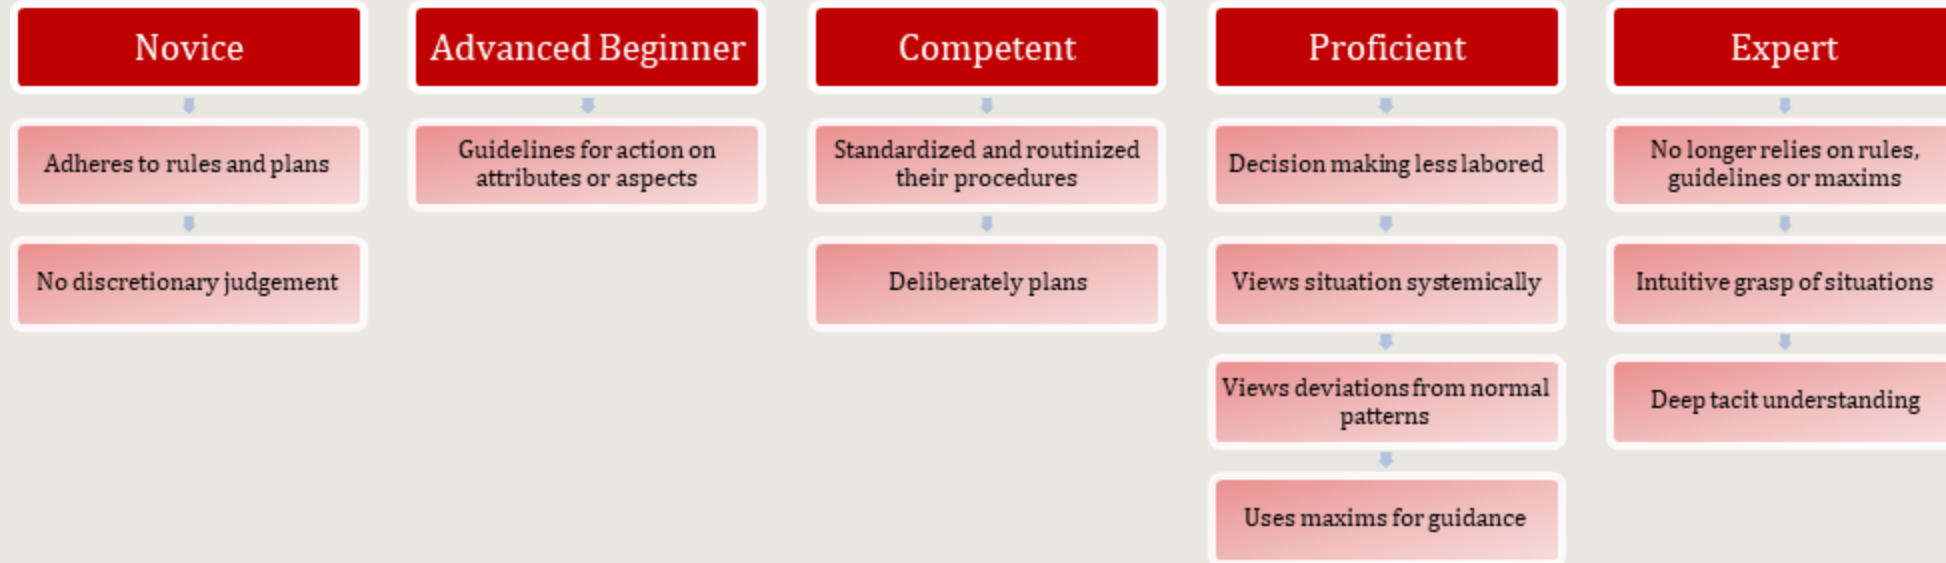 Novice
Adheres to rules and plans
No discretionary judgement
Advanced Beginner
Guidelines for action on
attributes or aspects
Competent
Standardized and routinized
their procedures
Deliberately plans
Proficient
Decision making less labored
Views situation systemically
Views deviations from normal
patterns
Uses maxims for guidance
Expert
No longer relies on rules,
guidelines or maxims
Intuitive grasp of situations
Deep tacit understanding